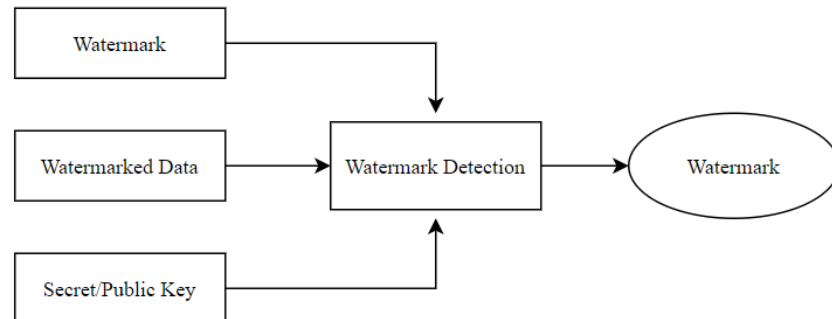 Watermark
Watermarked Data
Watermark Detection
Watermark
Secret/Public Key